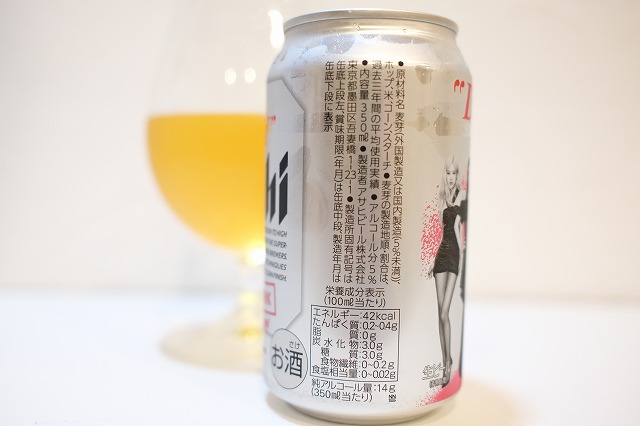 ●原材料名 麦芽(外国製造又は国内製造(5%未満))、
ホップ、米、コーンスターチ●麦芽の製造地順・割合は、
過去三年間の平均使用実績●アルコール分5%
●内容量350㎖●製造者 アサヒビール株式会社
東京都墨田区吾妻橋1-23-1●製造所固有記号は
缶底上段左、賞味期限(年月)は缶底中段、製造年月は
缶底下段に表示
栄養成分表示
(100㎖当たり)
エネルギー:42kcal
たんぱく質:0.2-0.4g
脂質:0g
炭水化物:3.0g
糖質:3.0g
食物繊維:0~0.2g
食塩相当量:0~0.02g
純アルコール量:14g
(350㎖当たり)
hi
お酒
さけ